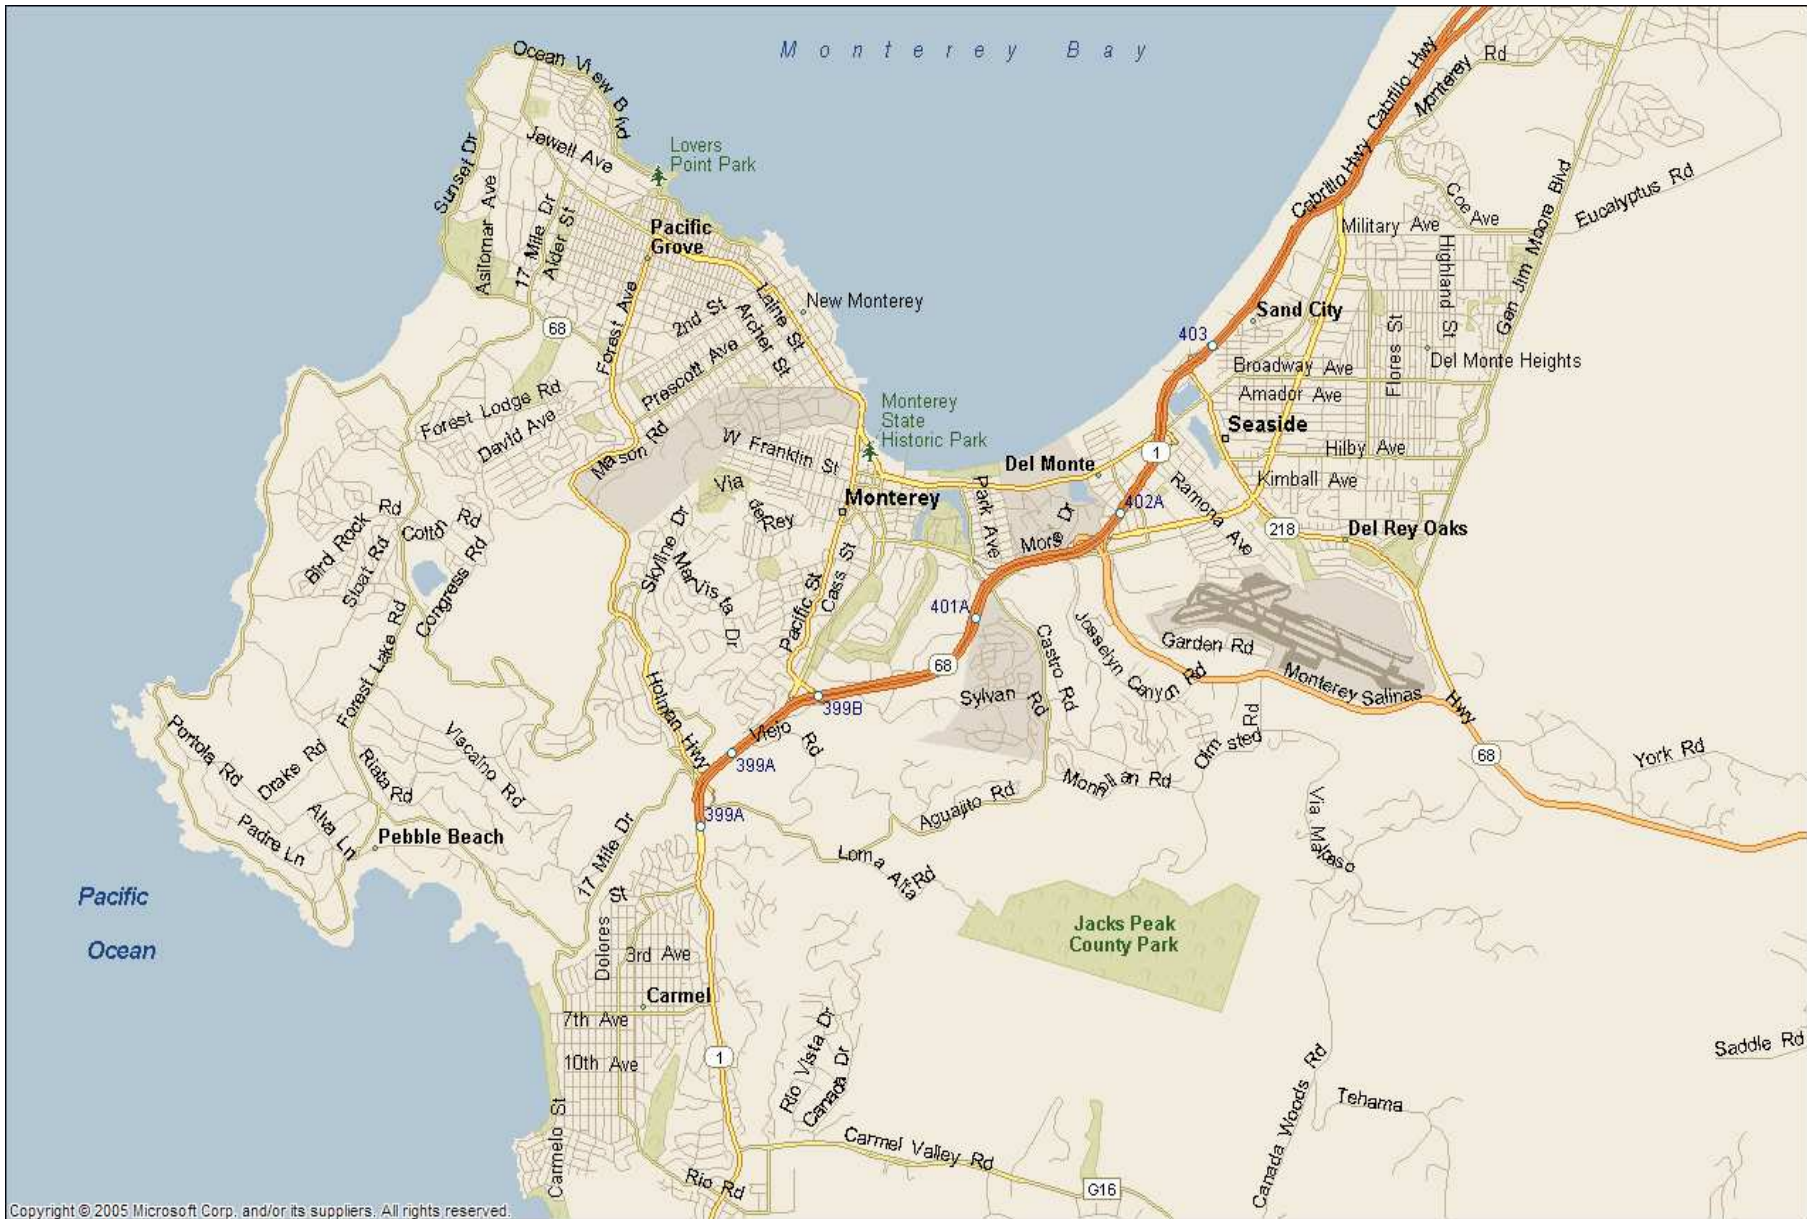 Monterey Bay
Ocean View Blvd
Jewell Ave
Lovers
Point Park
Sunset Dr
Asilomar Ave
17 Mile Dr
Alder St
Pacific
Grove
Forest Ave
68
2nd St
Archer St
Laine St
New Monterey
Prescott Ave
Forest Lodge Rd
David Ave
Monterey
State
Historic Park
W Franklin St
Monterey
Via del Rey
Skyline Dr
Mar Vista Dr
Pacific St
Cass St
Bird Rock Rd
Sloat Rd
Colton Rd
Congress Rd
Forest Lake Rd
Holman Hwy
Viscaino Rd
Portola Rd
Drake Rd
Riata Rd
Alva Ln
Padre Ln
Pebble Beach
17 Mile Dr
Cabrillo Hwy
Cabrillo Hwy
Monterey Rd
Coe Ave
Eucalyptus Rd
Military Ave
Highland St
Gen Jim Moore Blvd
Sand City
403
Broadway Ave
Flores St
Del Monte Heights
Amador Ave
Seaside
Hilby Ave
Kimball Ave
1
Del Monte
402A
Park Ave
Morse Dr
Ramona Ave
218
Del Rey Oaks
401A
68
Castro Rd
Josselyn Canyon Rd
Garden Rd
Monterey Salinas Hwy
Sylvan Rd
399B
Viejo Rd
399A
399A
Olmsted Rd
68
York Rd
Aguajito Rd
Monhollan Rd
Via Malpaso
Loma Alta Rd
Jacks Peak
County Park
Pacific
Ocean
Dolores St
3rd Ave
Carmel
7th Ave
10th Ave
1
Rio Vista Dr
Canada Dr
Carmelo St
Rio Rd
Carmel Valley Rd
G16
Canada Woods Rd
Tehama
Saddle Rd
Copyright © 2005 Microsoft Corp. and/or its suppliers. All rights reserved.